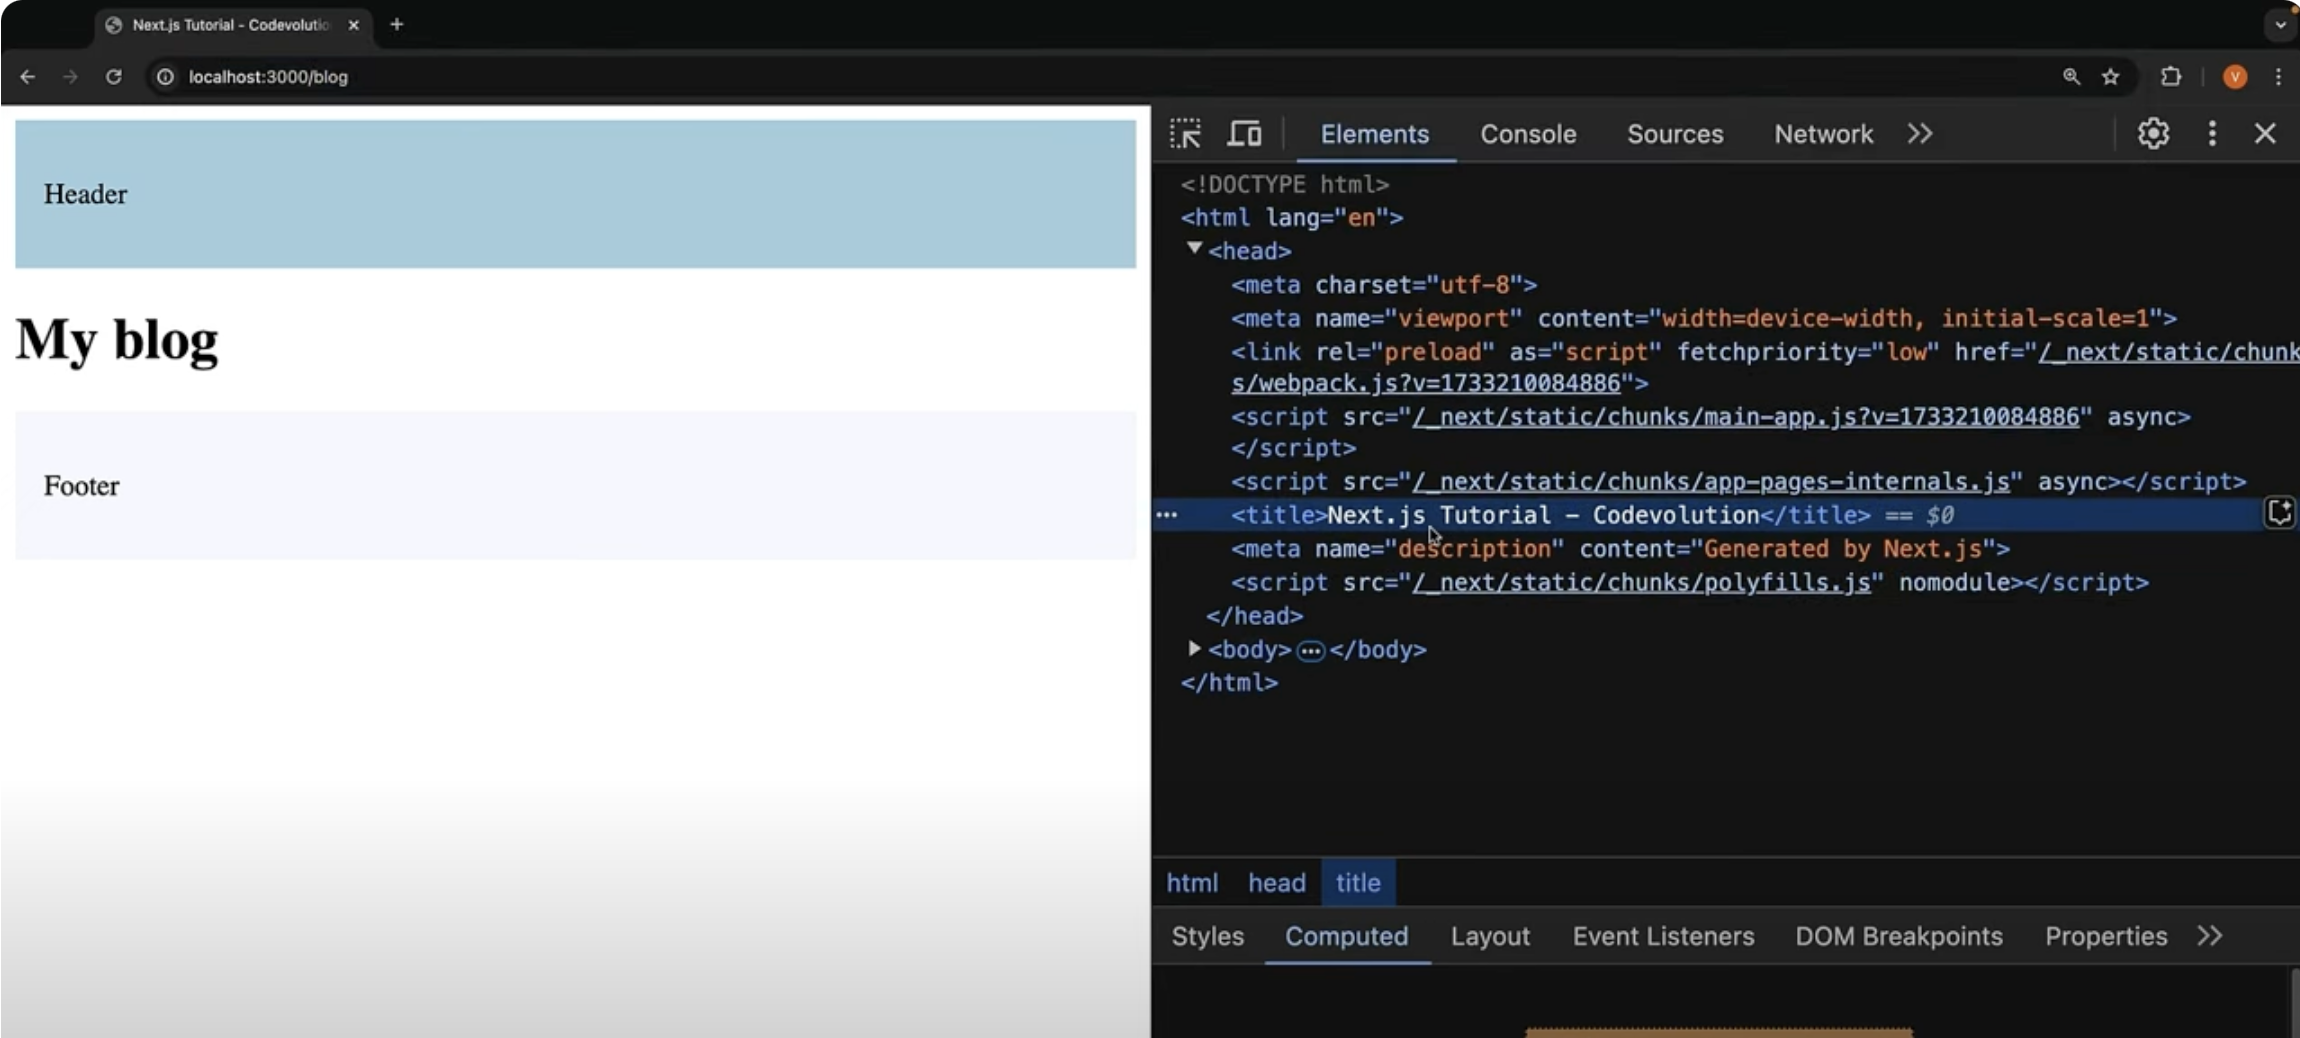 Next.js Tutorial - Codevolutio
localhost:3000/blog
V
Header
My blog
Footer
Elements Console Sources Network
<!DOCTYPE html>
<html lang="en">
<head>
<meta charset="utf-8">
<meta name="viewport" content="width=device-width, initial-scale=1">
<link rel="preload" as="script" fetchpriority="low" href="/_next/static/chunk
s/webpack.js?v=1733210084886">
<script src="/_next/static/chunks/main-app.js?v=1733210084886" async>
</script>
<script src="/_next/static/chunks/app-pages-internals.js" async></script>
<title>Next.js Tutorial - Codevolution</title> == $0
<meta name="description" content="Generated by Next.js">
<script src="/_next/static/chunks/polyfills.js" nomodule></script>
</head>
<body>…</body>
</html>
html head title
Styles Computed Layout Event Listeners DOM Breakpoints Properties